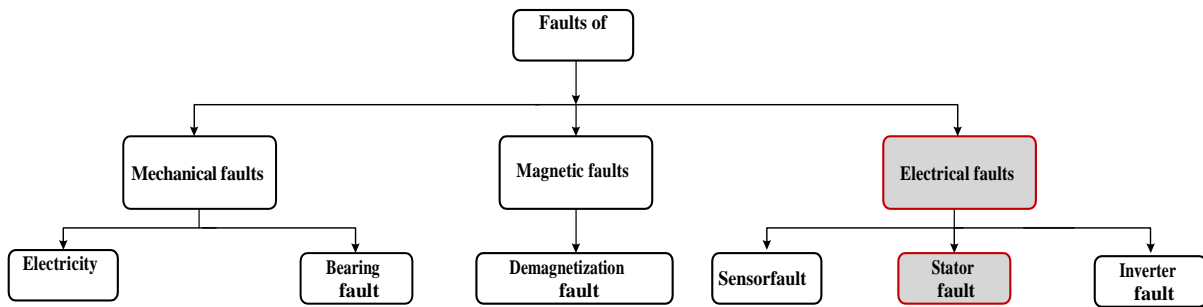 Faults of
Mechanical faults
Magnetic faults
Electrical faults
Electricity
Bearing
fault
Demagnetization
fault
Sensorfault
Stator
fault
Inverter
fault